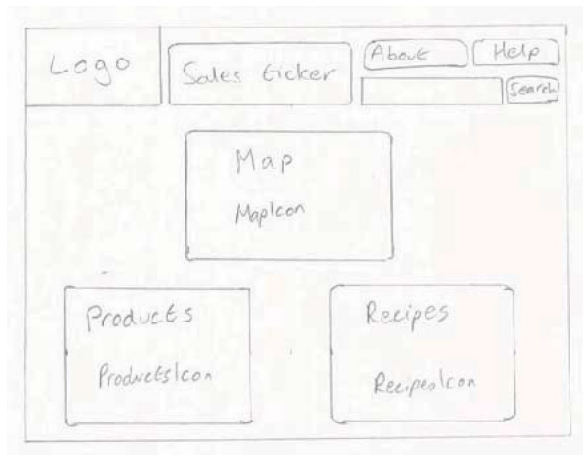 Logo
Sales ticker
About
Help
Search
Map
MapIcon
Products
ProductsIcon
Recipes
RecipesIcon